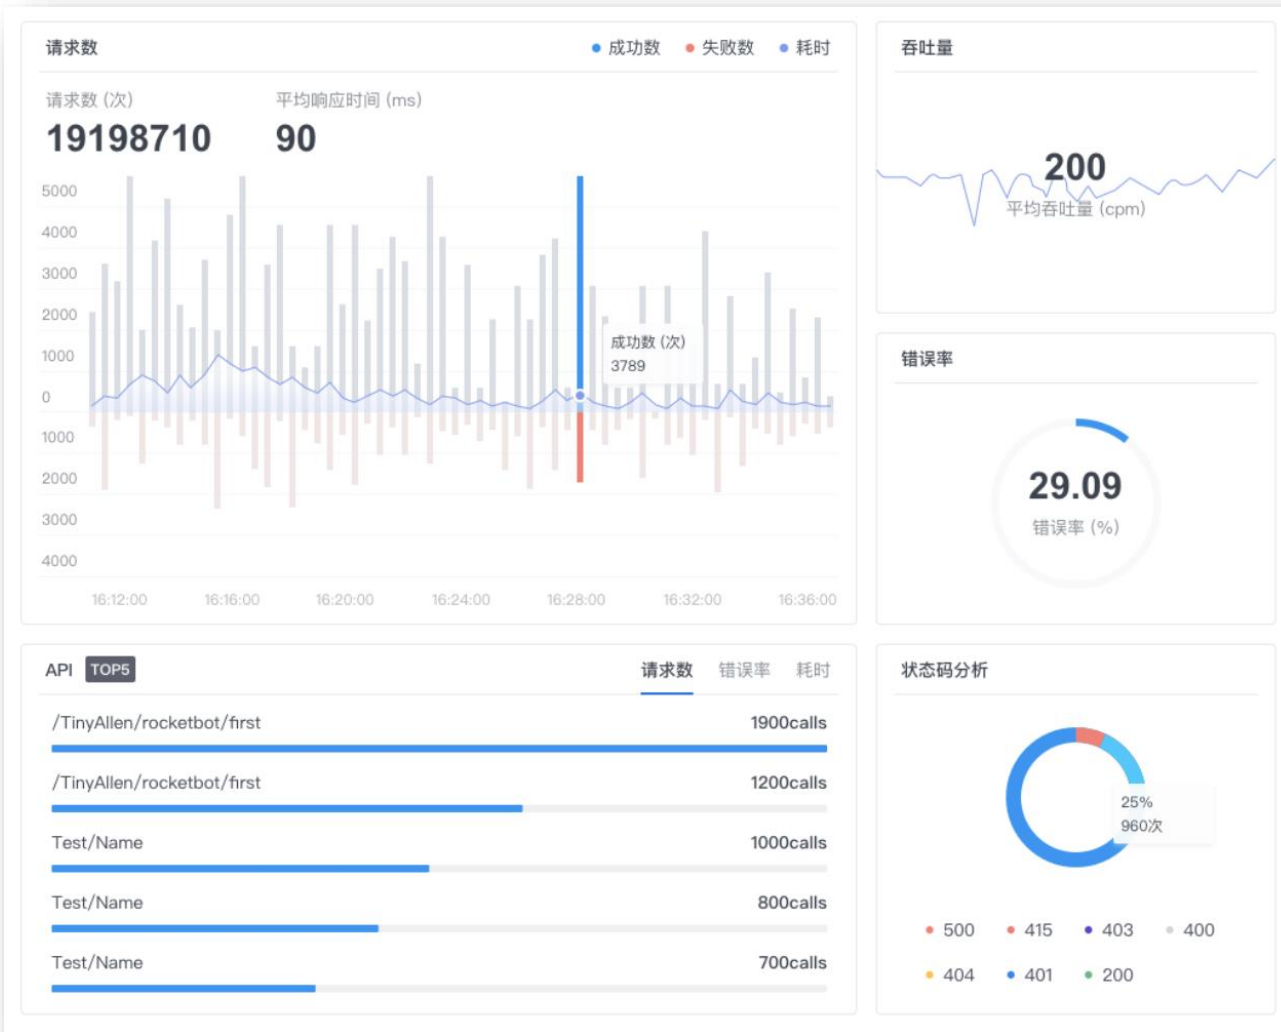 请求数
成功数 失败数 耗时
请求数 (次) 平均响应时间 (ms)
19198710 90
5000
4000
3000
2000
1000
0
1000
2000
3000
4000
成功数 (次)
3789
16:12:00 16:16:00 16:20:00 16:24:00 16:28:00 16:32:00 16:36:00
吞吐量
200
平均吞吐量 (cpm)
错误率
29.09
错误率 (%)
API TOP5 请求数 错误率 耗时
/TinyAllen/rocketbot/first 1900calls
/TinyAllen/rocketbot/first 1200calls
Test/Name 1000calls
Test/Name 800calls
Test/Name 700calls
状态码分析
25%
960次
500 415 403 400
404 401 200